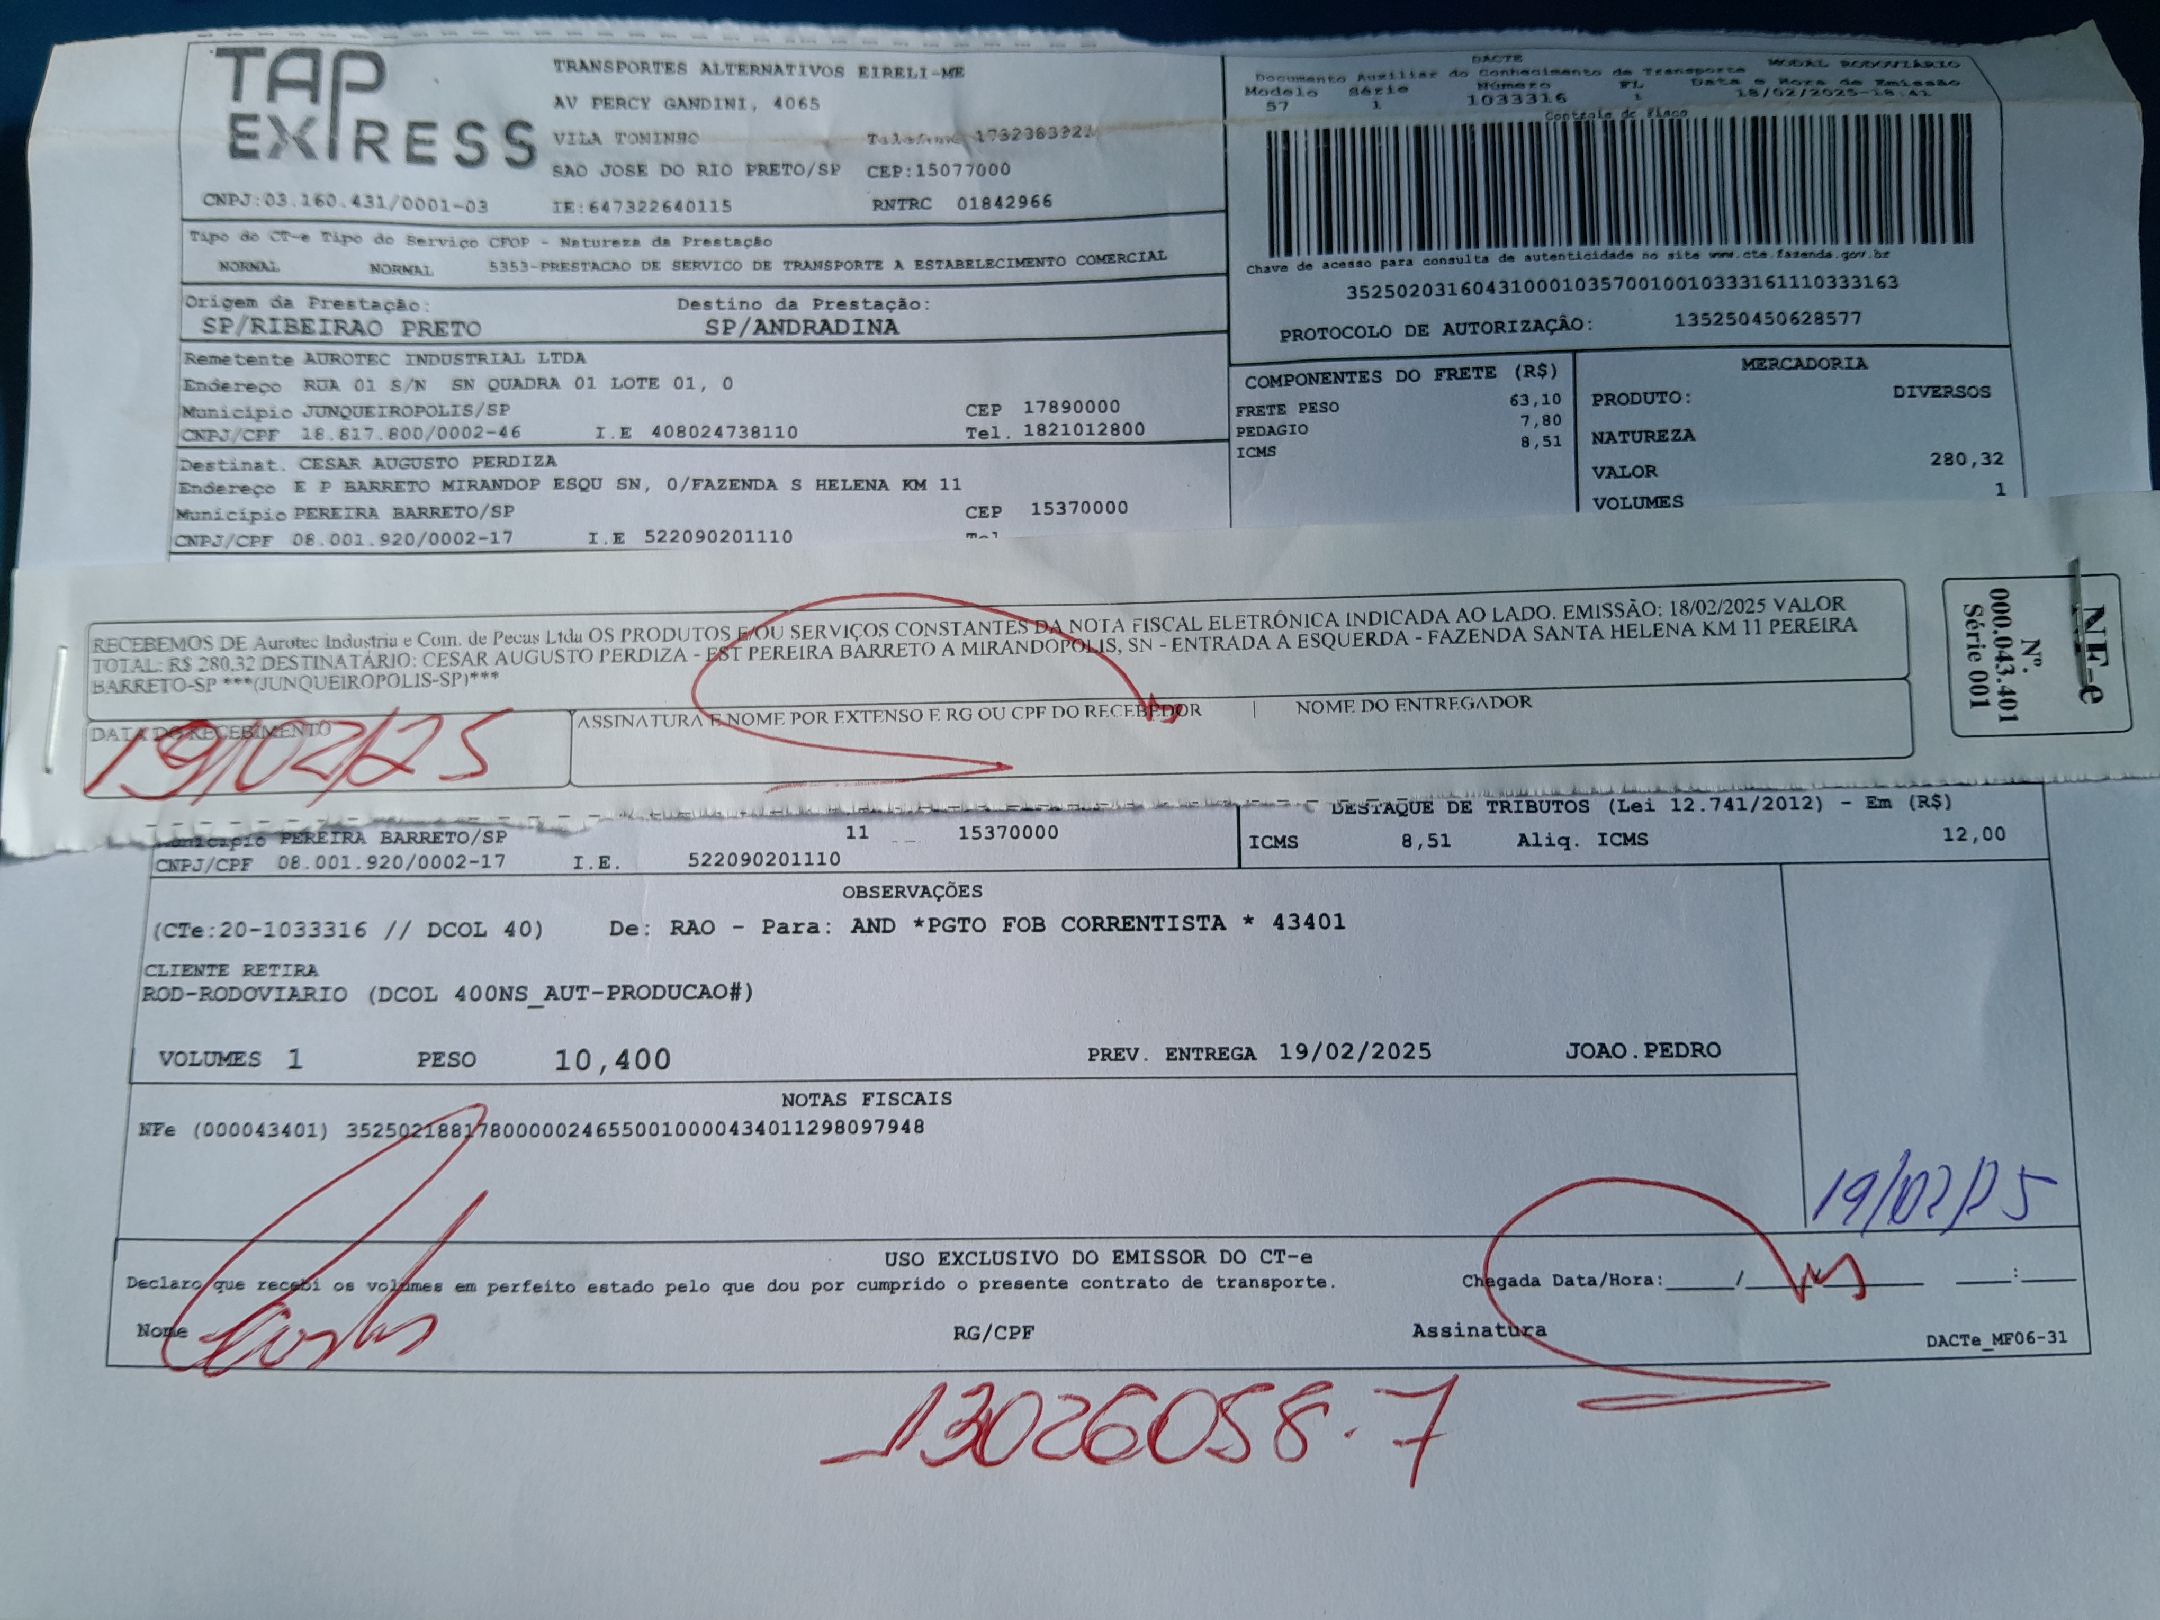 TAP
EXPRESS
TRANSPORTES ALTERNATIVOS EIRELI-ME
AV PERCY GANDINI, 4065
VILA TONINHO Telefone 1732383322
SAO JOSE DO RIO PRETO/SP CEP:15077000
CNPJ:03.160.431/0001-03 IE:647322640115 RNTRC 01842966
Tipo do CT-e Tipo do Serviço CFOP - Natureza da Prestação
NORMAL NORMAL 5353-PRESTACAO DE SERVICO DE TRANSPORTE A ESTABELECIMENTO COMERCIAL
Origem da Prestação: Destino da Prestação:
SP/RIBEIRAO PRETO SP/ANDRADINA
Remetente AUROTEC INDUSTRIAL LTDA
Endereço RUA 01 S/N SN QUADRA 01 LOTE 01, 0
Município JUNQUEIROPOLIS/SP CEP 17890000
CNPJ/CPF 18.817.800/0002-46 I.E 408024738110 Tel. 1821012800
Destinat. CESAR AUGUSTO PERDIZA
Endereço E P BARRETO MIRANDOP ESQU SN, 0/FAZENDA S HELENA KM 11
Município PEREIRA BARRETO/SP CEP 15370000
CNPJ/CPF 08.001.920/0002-17 I.E 522090201110 Tel
DACTE MODAL RODOVIÁRIO
Documento Auxiliar do Conhecimento de Transporte
Modelo Série Número FL Data e Hora de Emissão
57 1 1033316 1 18/02/2025-18:41
Controle do Fisco
Chave de acesso para consulta de autenticidade no site www.cte.fazenda.gov.br
35250203160431000103570010010333161110333163
PROTOCOLO DE AUTORIZAÇÃO: 135250450628577
COMPONENTES DO FRETE (R$)
FRETE PESO 63,10
PEDAGIO 7,80
ICMS 8,51
MERCADORIA
PRODUTO: DIVERSOS
NATUREZA
VALOR 280,32
VOLUMES 1
RECEBEMOS DE Aurotec Industria e Com. de Pecas Ltda OS PRODUTOS E/OU SERVIÇOS CONSTANTES DA NOTA FISCAL ELETRÔNICA INDICADA AO LADO. EMISSÃO: 18/02/2025 VALOR
TOTAL: R$ 280.32 DESTINATÁRIO: CESAR AUGUSTO PERDIZA - EST PEREIRA BARRETO A MIRANDOPOLIS, SN - ENTRADA A ESQUERDA - FAZENDA SANTA HELENA KM 11 PEREIRA
BARRETO-SP ***(JUNQUEIROPOLIS-SP)***
DATA DO RECEBIMENTO ASSINATURA E NOME POR EXTENSO E RG OU CPF DO RECEBEDOR | NOME DO ENTREGADOR
19/02/25
NF-e
Nº.
000.043.401
Série 001
DESTAQUE DE TRIBUTOS (Lei 12.741/2012) - Em (R$)
Município PEREIRA BARRETO/SP 11 15370000
ICMS 8,51 Aliq. ICMS 12,00
CNPJ/CPF 08.001.920/0002-17 I.E. 522090201110
OBSERVAÇÕES
(CTe:20-1033316 // DCOL 40) De: RAO - Para: AND *PGTO FOB CORRENTISTA * 43401
CLIENTE RETIRA
ROD-RODOVIARIO (DCOL 400NS_AUT-PRODUCAO#)
VOLUMES 1 PESO 10,400 PREV. ENTREGA 19/02/2025 JOAO.PEDRO
NOTAS FISCAIS
NFe (000043401) 35250218817800000246550010000434011298097948
19/02/25
USO EXCLUSIVO DO EMISSOR DO CT-e
Declaro que recebi os volumes em perfeito estado pelo que dou por cumprido o presente contrato de transporte. Chegada Data/Hora:_____/_____ ____:____
Nome RG/CPF Assinatura DACTe_MF06-31
13026058.7